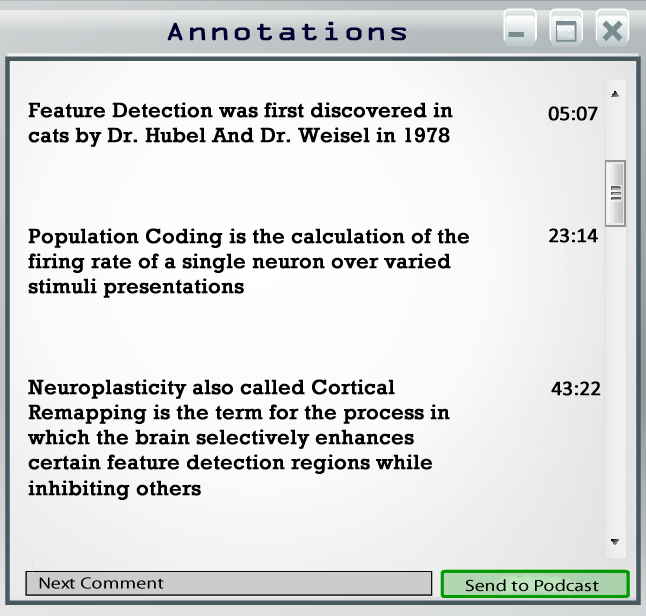 Annotations
Feature Detection was first discovered in 05:07
cats by Dr. Hubel And Dr. Weisel in 1978
Population Coding is the calculation of the 23:14
firing rate of a single neuron over varied
stimuli presentations
Neuroplasticity also called Cortical 43:22
Remapping is the term for the process in
which the brain selectively enhances
certain feature detection regions while
inhibiting others
Next Comment Send to Podcast